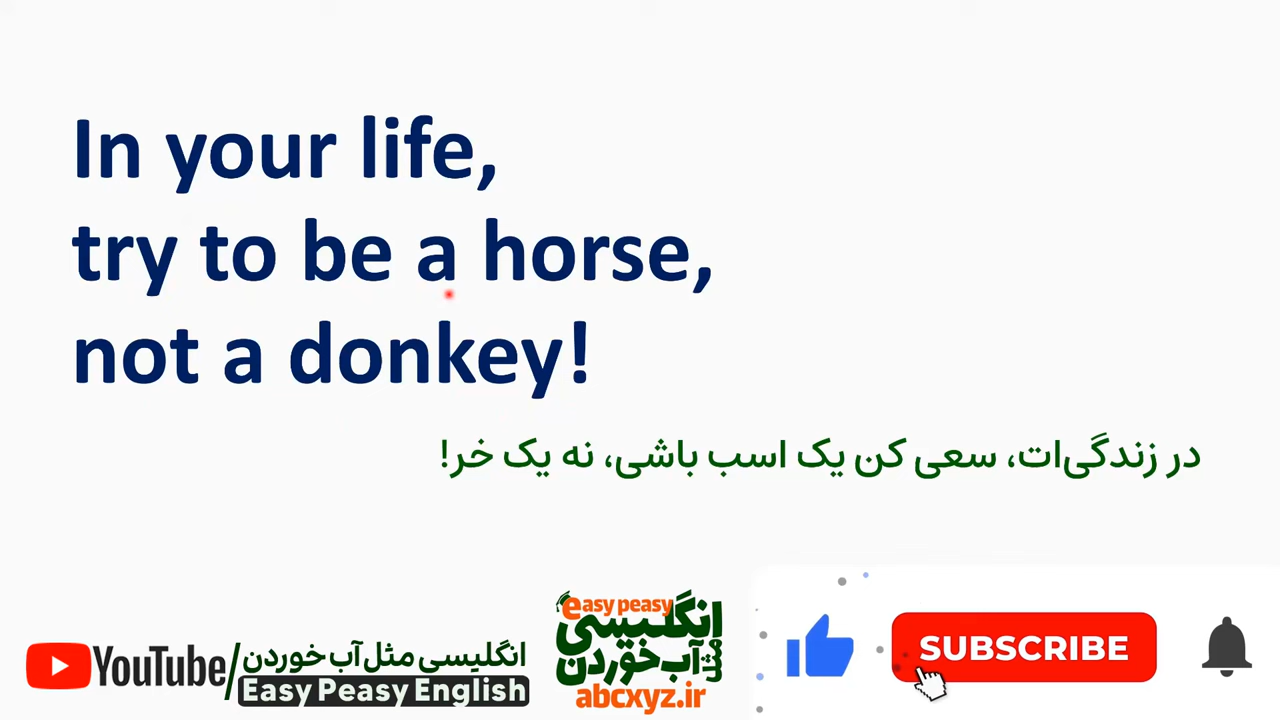 In your life,
try to be a horse,
not a donkey!
در زندگی‌ات، سعی کن یک اسب باشی، نه یک خر!
YouTube/انگلیسی مثل آب خوردن
Easy Peasy English
easy peasy
انگلیسی
مثل آب خوردن
abcxyz.ir
SUBSCRIBE